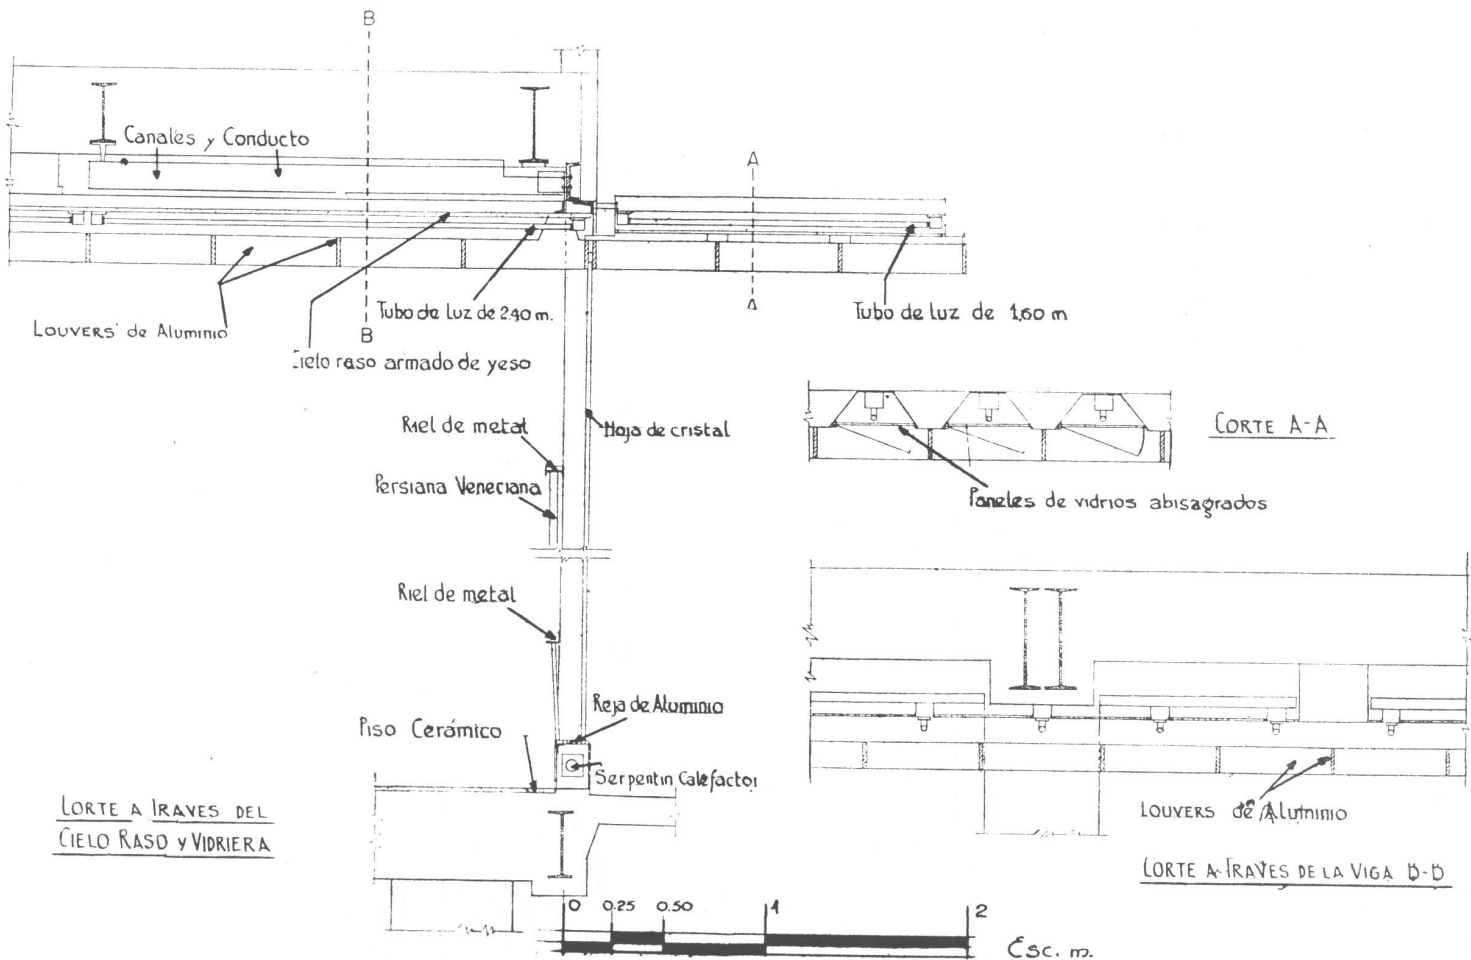 B
Canales y Conducto
A
LOUVERS de Aluminio
B
Tubo de Luz de 2.40 m.
A
Tubo de luz de 1,60 m
Cielo raso armado de yeso
Riel de metal
Hoja de cristal
CORTE A-A
Persiana Veneciana
Paneles de vidrios abisagrados
Riel de metal
Reja de Aluminio
Piso Cerámico
Serpentin Calefactor
LOUVERS de Aluminio
CORTE A TRAVES DEL
CIELO RASO Y VIDRIERA
CORTE A TRAVES DE LA VIGA B-B
0 0.25 0.50 1 2
Esc. m.